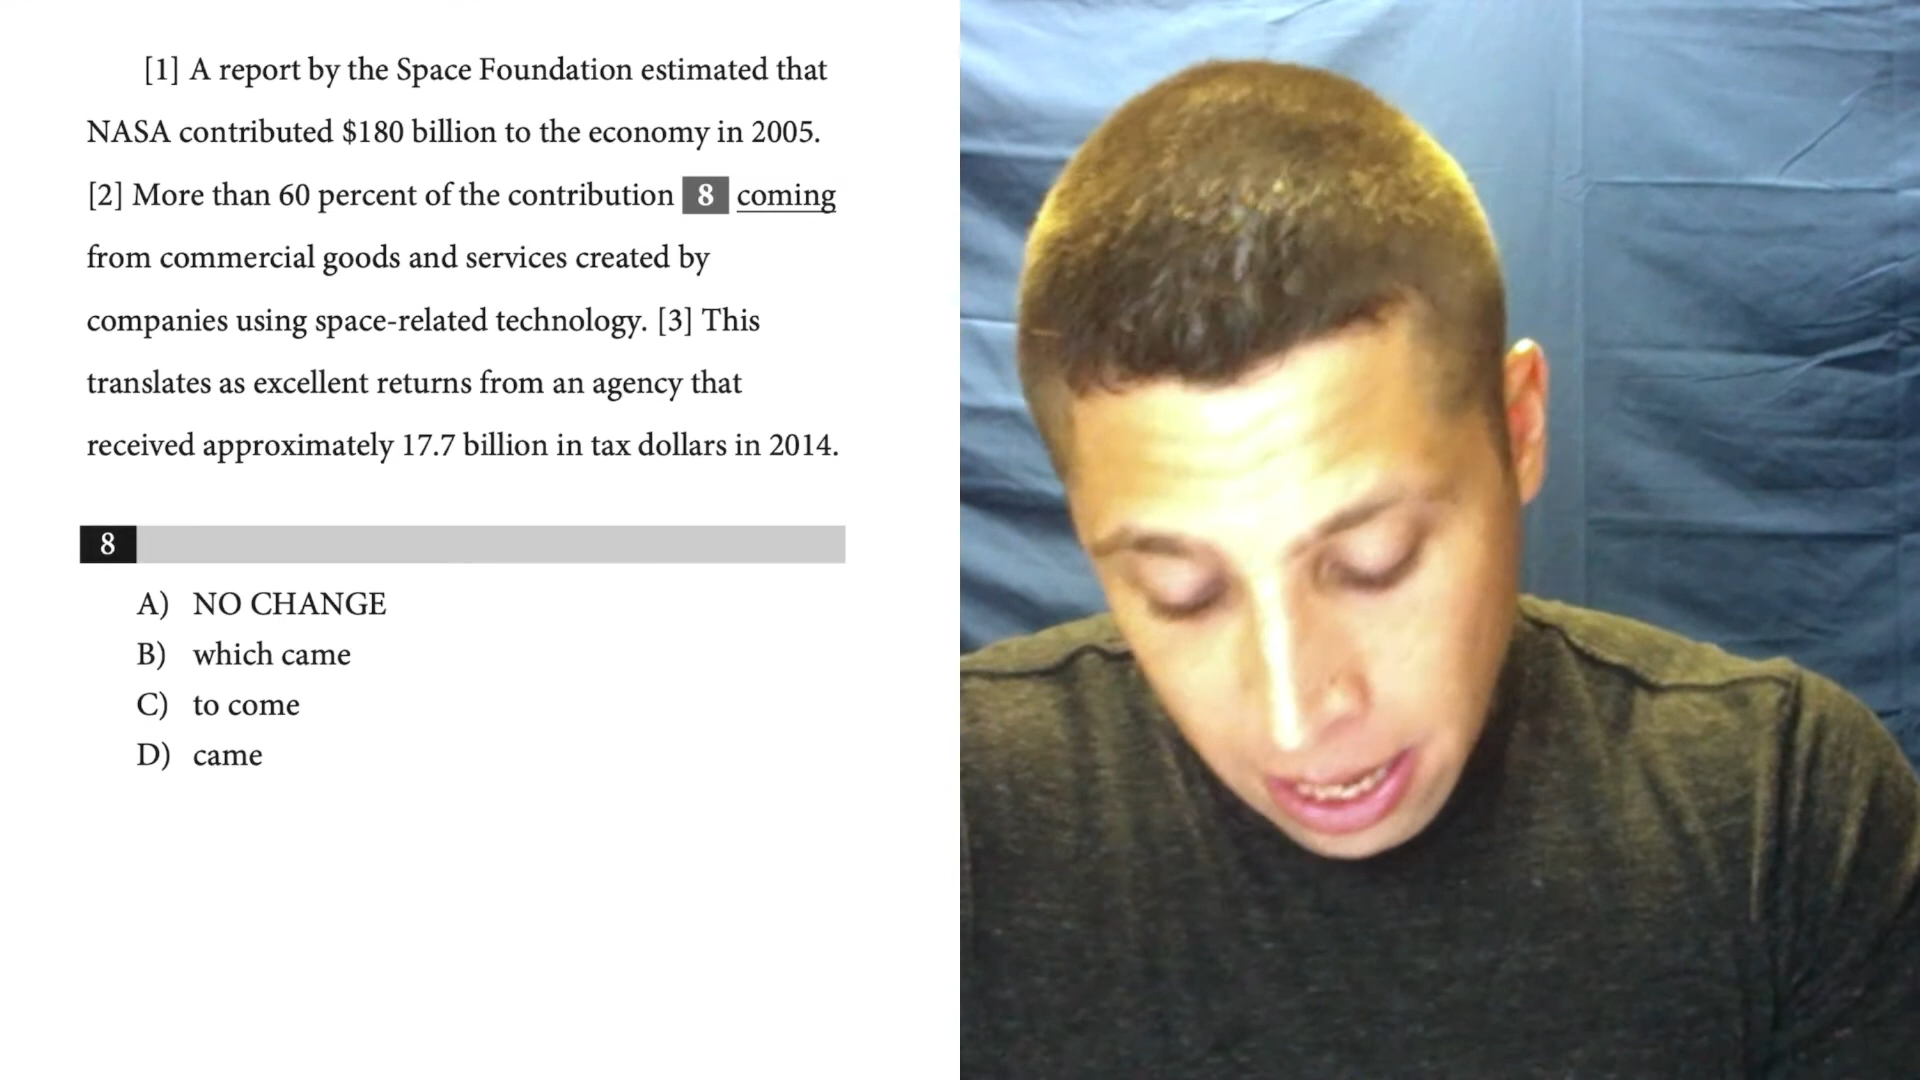 [1] A report by the Space Foundation estimated that
NASA contributed $180 billion to the economy in 2005.
[2] More than 60 percent of the contribution 8 coming
from commercial goods and services created by
companies using space-related technology. [3] This
translates as excellent returns from an agency that
received approximately 17.7 billion in tax dollars in 2014.
8
A) NO CHANGE
B) which came
C) to come
D) came